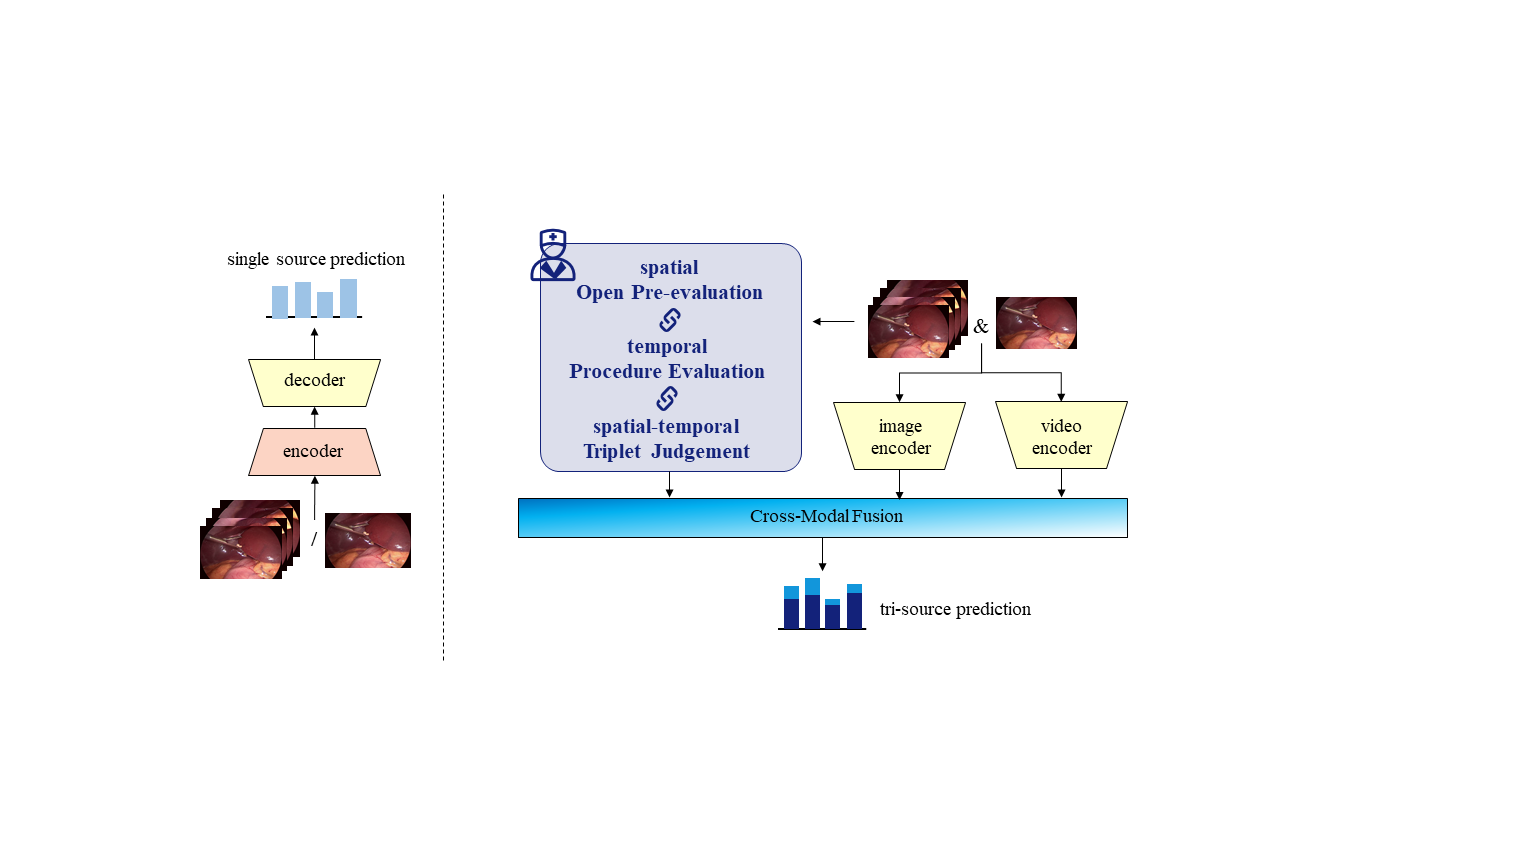 single source prediction
decoder
encoder
/
spatial
Open Pre-evaluation
temporal
Procedure Evaluation
spatial-temporal
Triplet Judgement
&
image
encoder
video
encoder
Cross-Modal Fusion
tri-source prediction